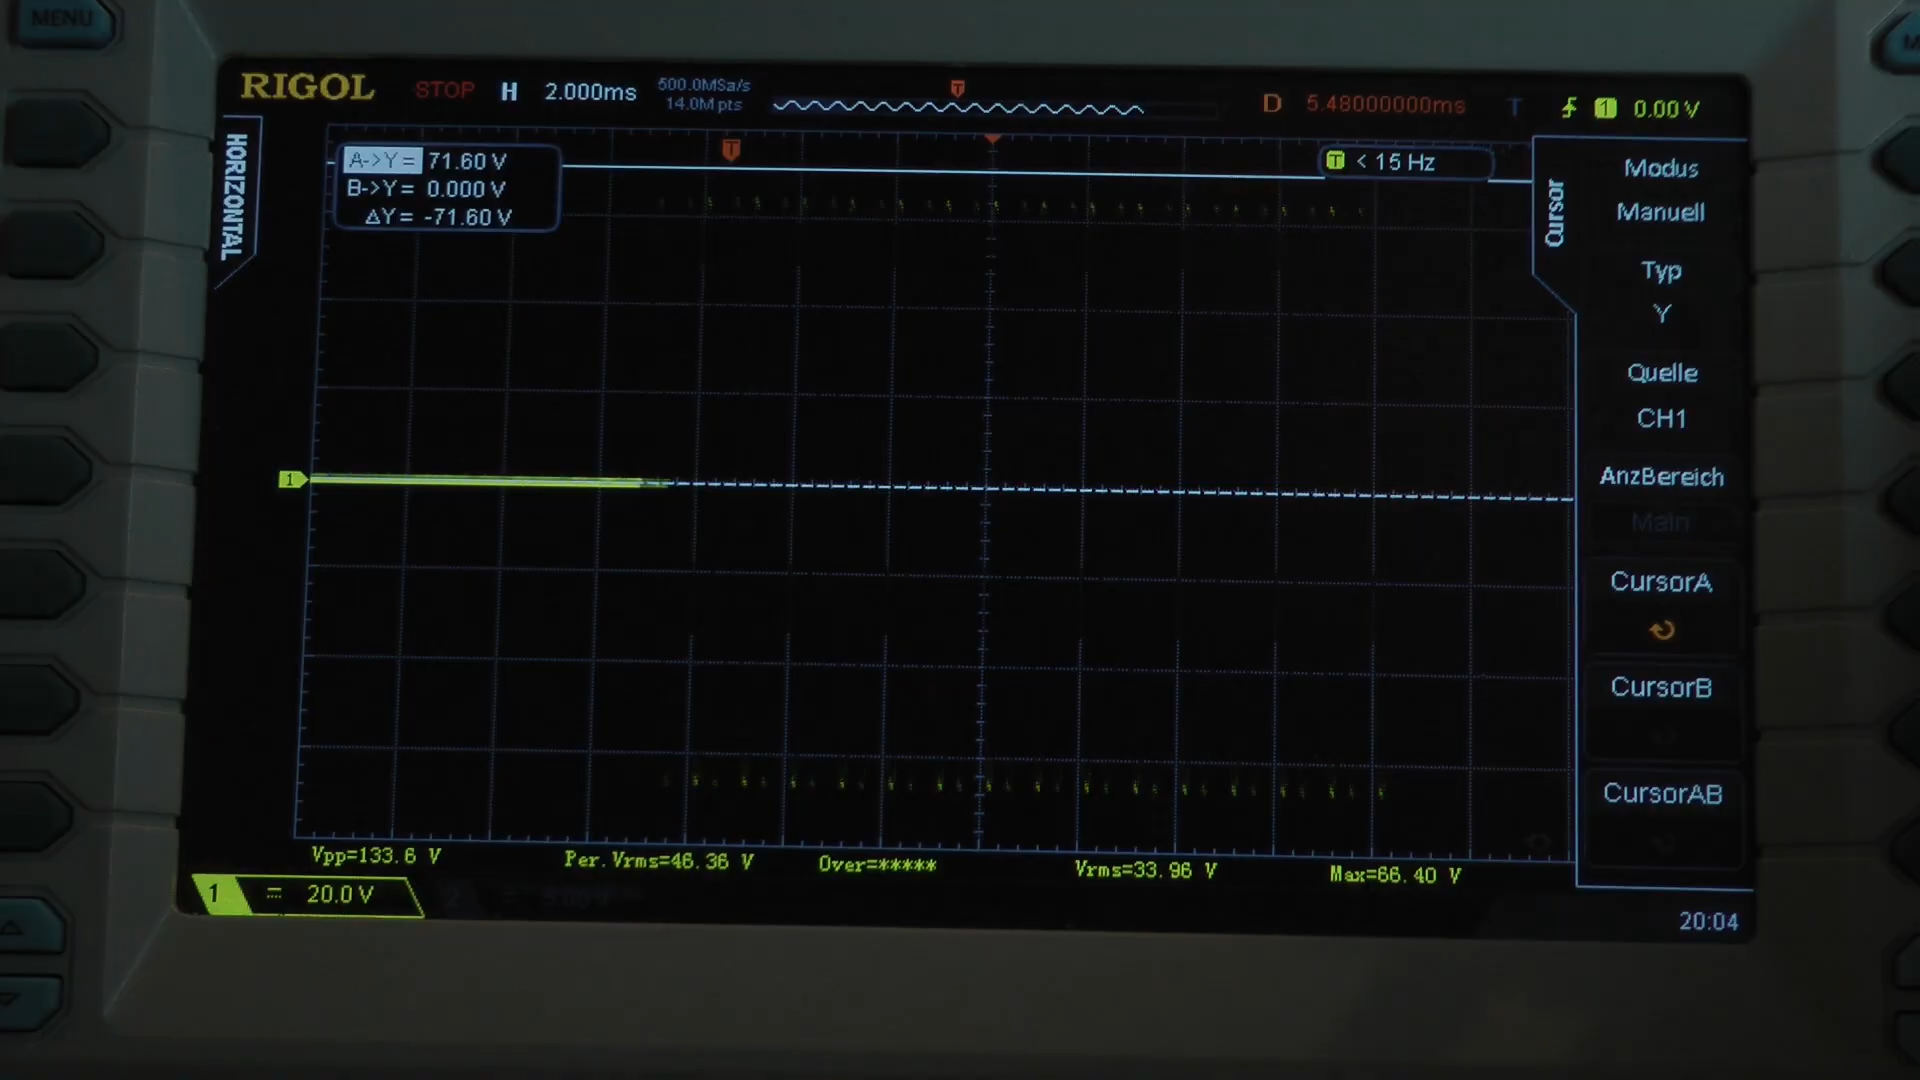 MENU
RIGOL STOP H 2.000ms 500.0MSa/s
14.0M pts
T
D 5.48000000ms T 1 0.00 V
HORIZONTAL
T
A->Y= 71.60 V
B->Y= 0.000 V
ΔY= -71.60 V
T < 15 Hz
Cursor
Modus
Manuell
Typ
Y
Quelle
CH1
AnzBereich
Main
CursorA
CursorB
CursorAB
1
Vpp=133.6 V Per.Vrms=46.36 V Over=***** Vrms=33.96 V Max=66.40 V
1 = 20.0 V
20:04